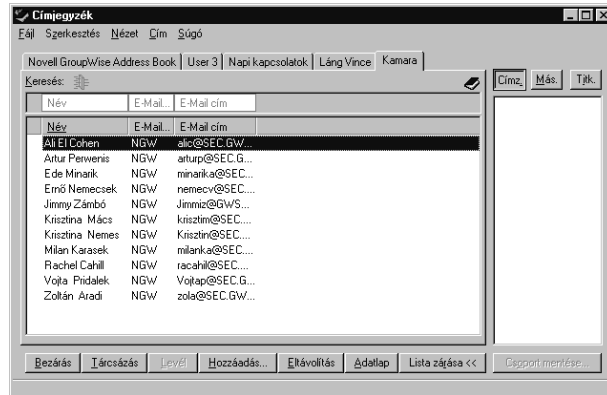 Címjegyzék
Fájl Szerkesztés Nézet Cím Súgó
Novell GroupWise Address Book User 3 Napi kapcsolatok Láng Vince Kamara
Keresés:
Címz. Más. Titk.
Név E-Mail... E-Mail cím
Név E-Mail... E-Mail cím
Ali El Cohen NGW alic@SEC.GW...
Artur Perwenis NGW arturp@SEC.G...
Ede Minarik NGW minarika@SEC...
Ernő Nemecsek NGW nemecv@SEC....
Jimmy Zámbó NGW Jimmiz@GWS...
Krisztina Mács NGW krisztim@SEC....
Krisztina Nemes NGW Krisztin@SEC....
Milan Karasek NGW milanka@SEC....
Rachel Cahill NGW racahil@SEC....
Vojta Pridalek NGW Vojtap@SEC.G...
Zoltán Aradi NGW zola@SEC.GW...
Bezárás Tárcsázás Levél Hozzáadás... Eltávolítás Adatlap Lista zárása << Csoport mentése...